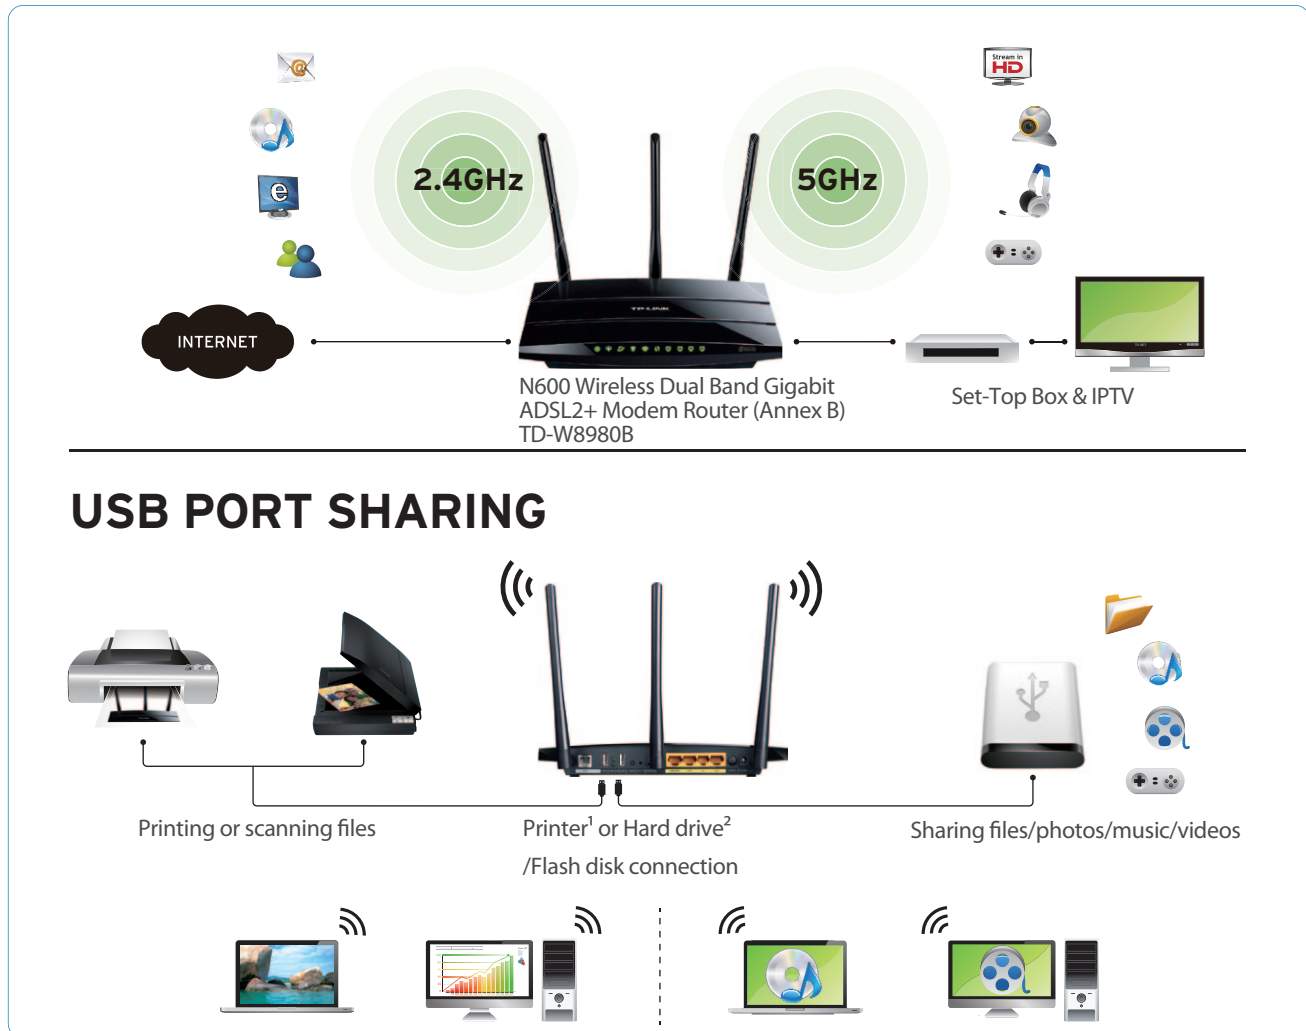 Stream in
HD
2.4GHz
5GHz
TP-LINK
INTERNET
N600 Wireless Dual Band Gigabit
ADSL2+ Modem Router (Annex B)
TD-W8980B
Set-Top Box & IPTV
USB PORT SHARING
Printing or scanning files
Printer¹ or Hard drive²
/Flash disk connection
Sharing files/photos/music/videos